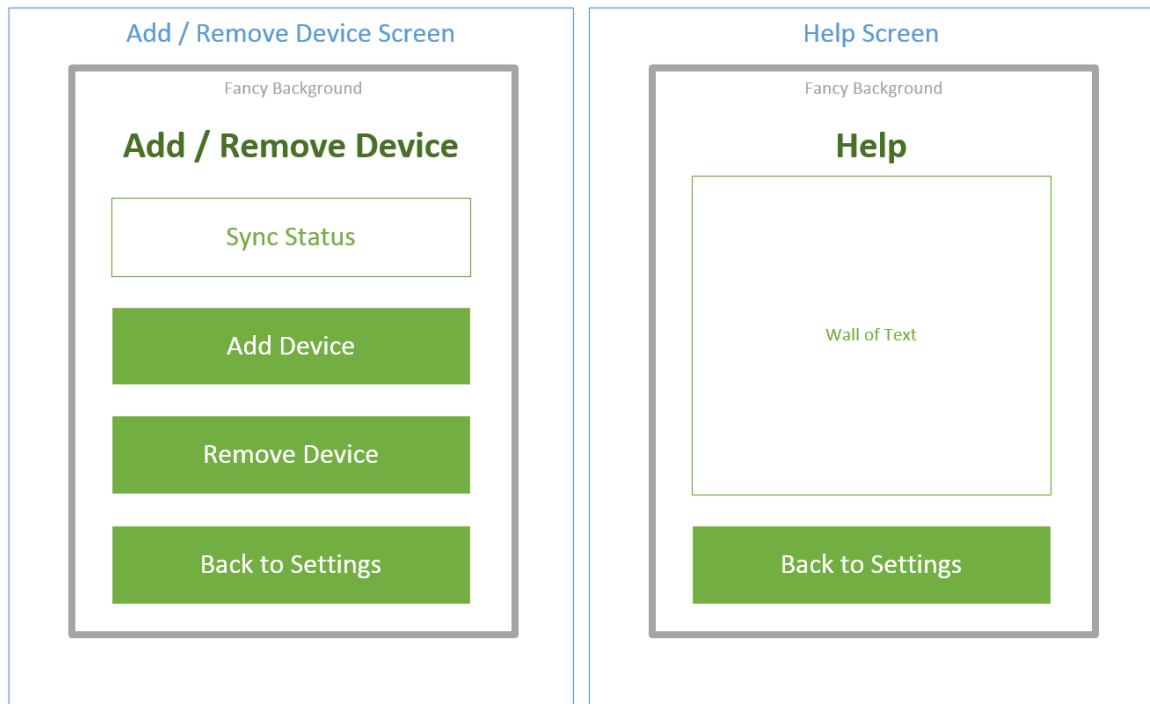 Add / Remove Device Screen
Fancy Background
Add / Remove Device
Sync Status
Add Device
Remove Device
Back to Settings
Help Screen
Fancy Background
Help
Wall of Text
Back to Settings